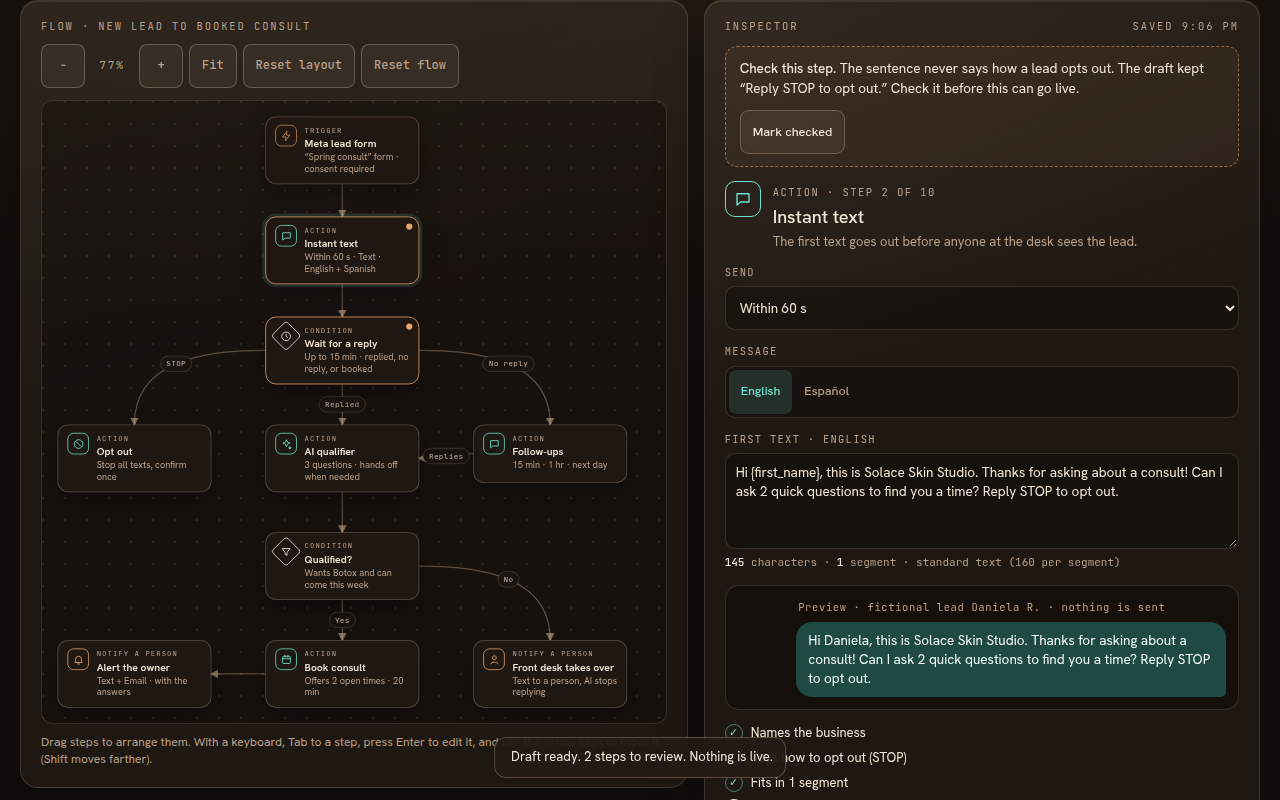 FLOW · NEW LEAD TO BOOKED CONSULT
-
77%
+
Fit
Reset layout
Reset flow
TRIGGER
Meta lead form
“Spring consult” form ·
consent required
ACTION
Instant text
Within 60 s · Text ·
English + Spanish
CONDITION
Wait for a reply
Up to 15 min · replied, no
reply, or booked
STOP
No reply
Replied
ACTION
Opt out
Stop all texts, confirm
once
ACTION
AI qualifier
3 questions · hands off
when needed
Replies
ACTION
Follow-ups
15 min · 1 hr · next day
CONDITION
Qualified?
Wants Botox and can
come this week
No
Yes
NOTIFY A PERSON
Alert the owner
Text + Email · with the
answers
ACTION
Book consult
Offers 2 open times · 20
min
NOTIFY A PERSON
Front desk takes over
Text to a person, AI stops
replying
Drag steps to arrange them. With a keyboard, Tab to a step, press Enter to edit it, and
(Shift moves farther).
Draft ready. 2 steps to review. Nothing is live.
INSPECTOR
SAVED 9:06 PM
Check this step. The sentence never says how a lead opts out. The draft kept
“Reply STOP to opt out.” Check it before this can go live.
Mark checked
ACTION · STEP 2 OF 10
Instant text
The first text goes out before anyone at the desk sees the lead.
SEND
Within 60 s
MESSAGE
English
Español
FIRST TEXT · ENGLISH
Hi {first_name}, this is Solace Skin Studio. Thanks for asking about a consult! Can I
ask 2 quick questions to find you a time? Reply STOP to opt out.
145 characters · 1 segment · standard text (160 per segment)
Preview · fictional lead Daniela R. · nothing is sent
Hi Daniela, this is Solace Skin Studio. Thanks for asking about a
consult! Can I ask 2 quick questions to find you a time? Reply STOP
to opt out.
Names the business
how to opt out (STOP)
Fits in 1 segment